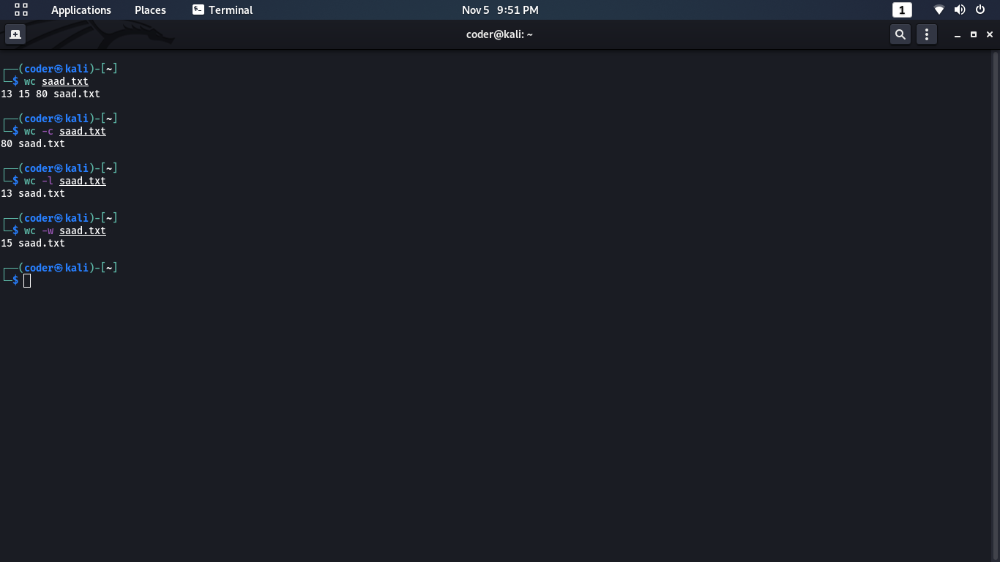 Applications Places Terminal Nov 5 9:51 PM 1
coder@kali: ~
┌──(coder㉿kali)-[~]
└─$ wc saad.txt
13 15 80 saad.txt
┌──(coder㉿kali)-[~]
└─$ wc -c saad.txt
80 saad.txt
┌──(coder㉿kali)-[~]
└─$ wc -l saad.txt
13 saad.txt
┌──(coder㉿kali)-[~]
└─$ wc -w saad.txt
15 saad.txt
┌──(coder㉿kali)-[~]
└─$